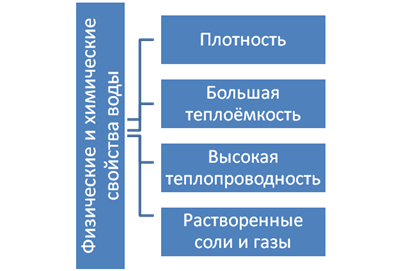 Физические и химические
свойства воды
Плотность
Большая
теплоёмкость
Высокая
теплопроводность
Растворенные
соли и газы